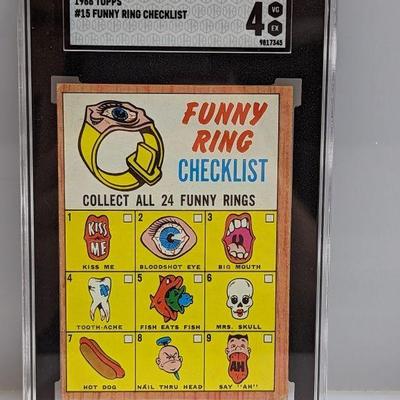 1966 TOPPS
#15 FUNNY RING CHECKLIST
4
VG
EX
9817345
FUNNY
RING
CHECKLIST
COLLECT ALL 24 FUNNY RINGS
1
2
3
KISS
ME
KISS ME
BLOODSHOT EYE
BIG MOUTH
4
5
6
TOOTH-ACHE
FISH EATS FISH
MRS. SKULL
7
8
9
AH
HOT DOG
NAIL THRU HEAD
SAY "AH"